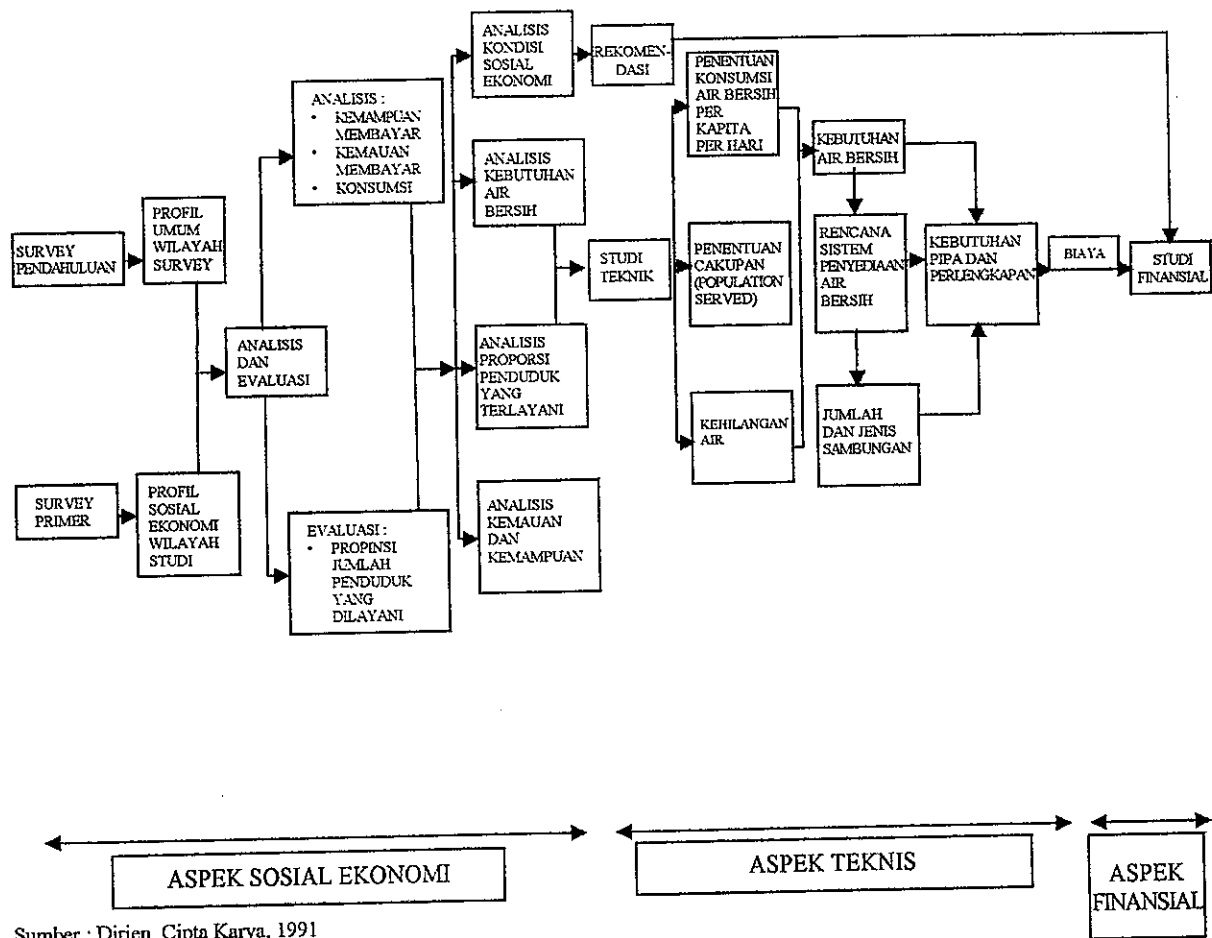 SURVEY
PENDAHULUAN
PROFIL
UMUM
WILAYAH
SURVEY
SURVEY
PRIMER
PROFIL
SOSIAL
EKONOMI
WILAYAH
STUDI
ANALISIS
DAN
EVALUASI
ANALISIS :
• KEMAMPUAN
MEMBAYAR
• KEMAUAN
MEMBAYAR
• KONSUMSI
EVALUASI :
• PROPINSI
JUMLAH
PENDUDUK
YANG
DILAYANI
ANALISIS
KONDISI
SOSIAL
EKONOMI
REKOMEN-
DASI
ANALISIS
KEBUTUHAN
AIR
BERSIH
ANALISIS
PROPORSI
PENDUDUK
YANG
TERLAYANI
ANALISIS
KEMAUAN
DAN
KEMAMPUAN
STUDI
TEKNIK
PENENTUAN
KONSUMSI
AIR BERSIH
PER
KAPITA
PER HARI
PENENTUAN
CAKUPAN
(POPULATION
SERVED)
KEHILANGAN
AIR
KEBUTUHAN
AIR BERSIH
RENCANA
SISTEM
PENYEDIAAN
AIR
BERSIH
JUMLAH
DAN JENIS
SAMBUNGAN
KEBUTUHAN
PIPA DAN
PERLENGKAPAN
BIAYA
STUDI
FINANSIAL
ASPEK SOSIAL EKONOMI
ASPEK TEKNIS
ASPEK
FINANSIAL
Sumber : Dirjen Cipta Karya, 1991